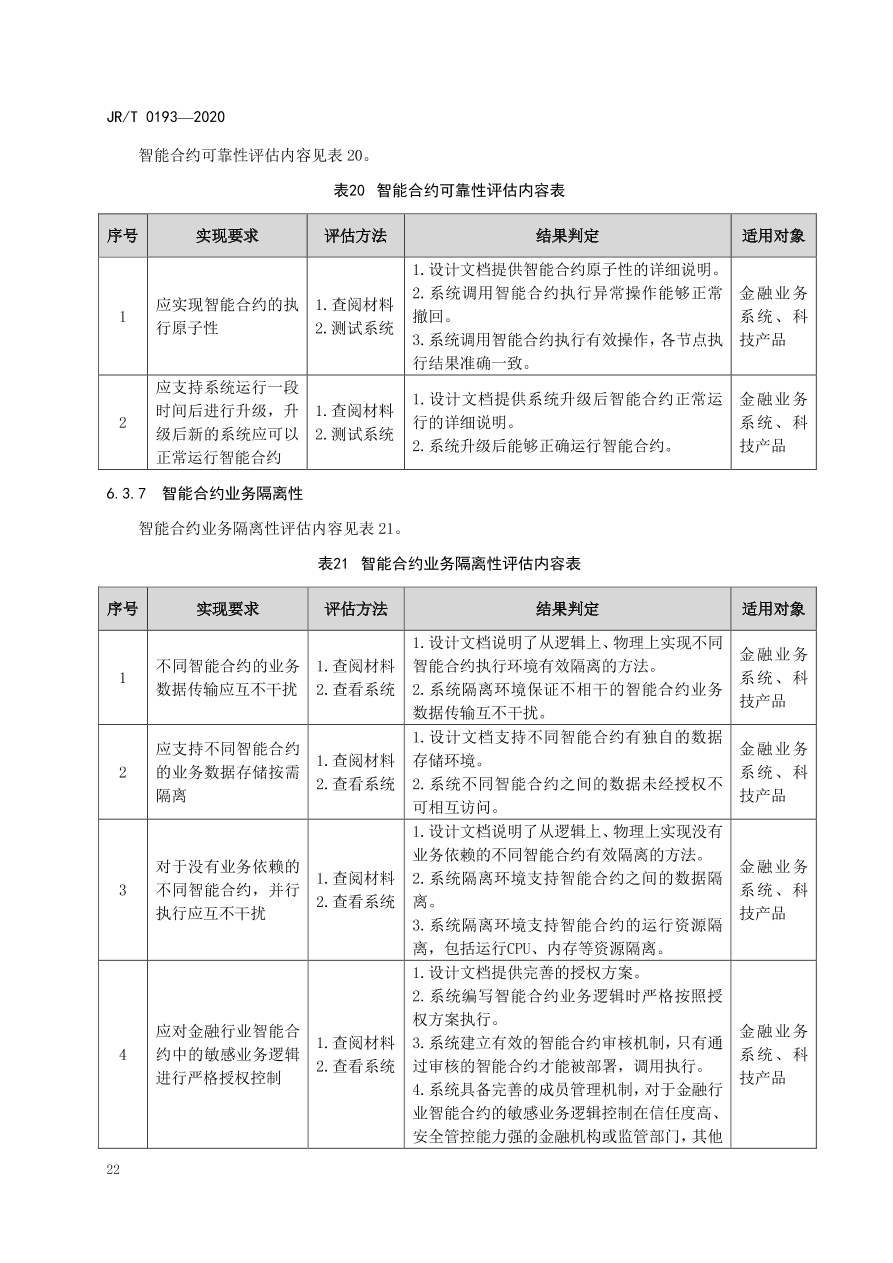 JR/T 0193—2020
智能合约可靠性评估内容见表 20。
表20 智能合约可靠性评估内容表
序号 实现要求 评估方法 结果判定 适用对象
1
应实现智能合约的执
行原子性
1.查阅材料
2.测试系统
1.设计文档提供智能合约原子性的详细说明。
2.系统调用智能合约执行异常操作能够正常
撤回。
3.系统调用智能合约执行有效操作，各节点执
行结果准确一致。
金融业务
系统、科
技产品
2
应支持系统运行一段
时间后进行升级，升
级后新的系统应可以
正常运行智能合约
1.查阅材料
2.测试系统
1.设计文档提供系统升级后智能合约正常运
行的详细说明。
2.系统升级后能够正确运行智能合约。
金融业务
系统、科
技产品
6.3.7 智能合约业务隔离性
智能合约业务隔离性评估内容见表 21。
表21 智能合约业务隔离性评估内容表
序号 实现要求 评估方法 结果判定 适用对象
1
不同智能合约的业务
数据传输应互不干扰
1.查阅材料
2.查看系统
1.设计文档说明了从逻辑上、物理上实现不同
智能合约执行环境有效隔离的方法。
2.系统隔离环境保证不相干的智能合约业务
数据传输互不干扰。
金融业务
系统、科
技产品
2
应支持不同智能合约
的业务数据存储按需
隔离
1.查阅材料
2.查看系统
1.设计文档支持不同智能合约有独自的数据
存储环境。
2.系统不同智能合约之间的数据未经授权不
可相互访问。
金融业务
系统、科
技产品
3
对于没有业务依赖的
不同智能合约，并行
执行应互不干扰
1.查阅材料
2.查看系统
1.设计文档说明了从逻辑上、物理上实现没有
业务依赖的不同智能合约有效隔离的方法。
2.系统隔离环境支持智能合约之间的数据隔
离。
3.系统隔离环境支持智能合约的运行资源隔
离，包括运行CPU、内存等资源隔离。
金融业务
系统、科
技产品
4
应对金融行业智能合
约中的敏感业务逻辑
进行严格授权控制
1.查阅材料
2.查看系统
1.设计文档提供完善的授权方案。
2.系统编写智能合约业务逻辑时严格按照授
权方案执行。
3.系统建立有效的智能合约审核机制，只有通
过审核的智能合约才能被部署，调用执行。
4.系统具备完善的成员管理机制，对于金融行
业智能合约的敏感业务逻辑控制在信任度高、
安全管控能力强的金融机构或监管部门，其他
金融业务
系统、科
技产品
22